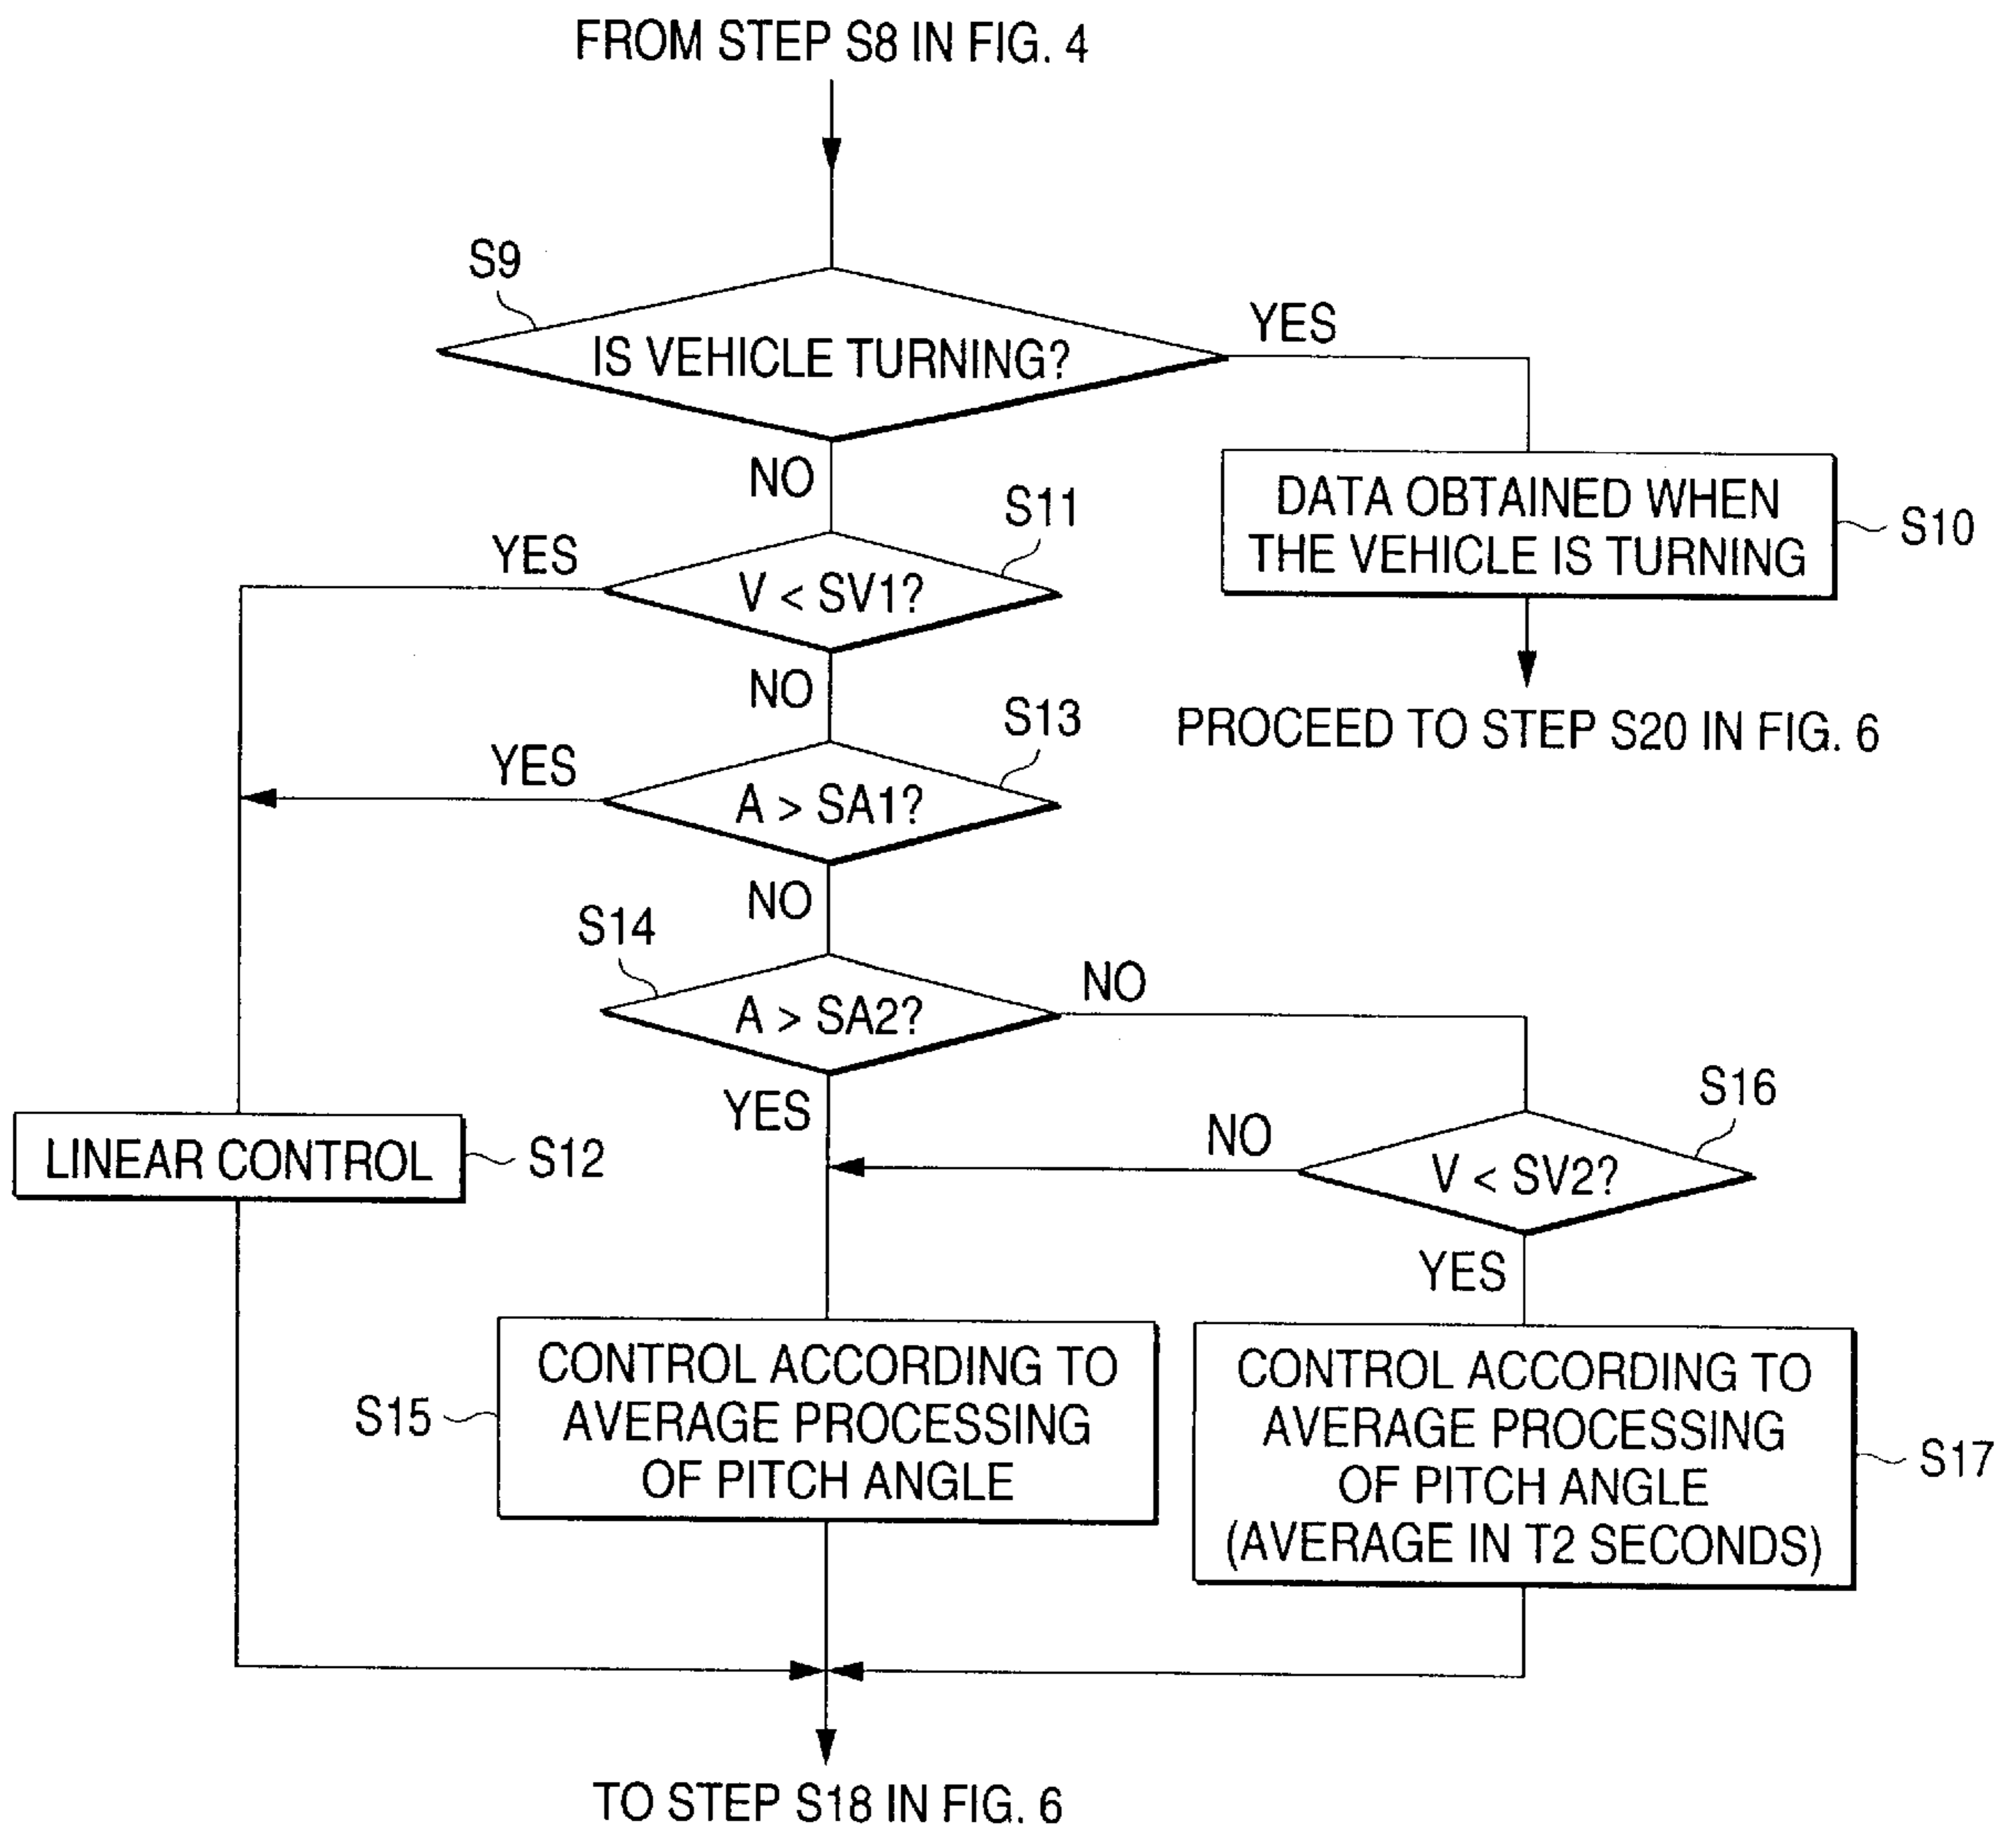 FROM STEP S8 IN FIG. 4
S9
IS VEHICLE TURNING?
YES
NO
DATA OBTAINED WHEN
THE VEHICLE IS TURNING
S10
PROCEED TO STEP S20 IN FIG. 6
S11
YES
V < SV1?
NO
S13
YES
A > SA1?
NO
S14
A > SA2?
NO
YES
S16
NO
V < SV2?
YES
LINEAR CONTROL
S12
S15
CONTROL ACCORDING TO
AVERAGE PROCESSING
OF PITCH ANGLE
CONTROL ACCORDING TO
AVERAGE PROCESSING
OF PITCH ANGLE
(AVERAGE IN T2 SECONDS)
S17
TO STEP S18 IN FIG. 6